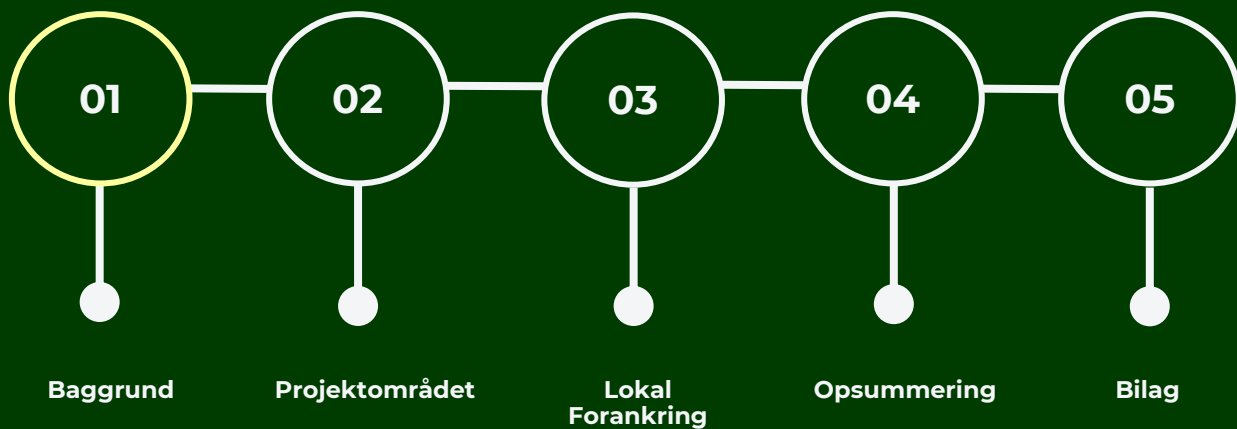 01
02
03
04
05
Baggrund
Projektområdet
Lokal
Forankring
Opsummering
Bilag